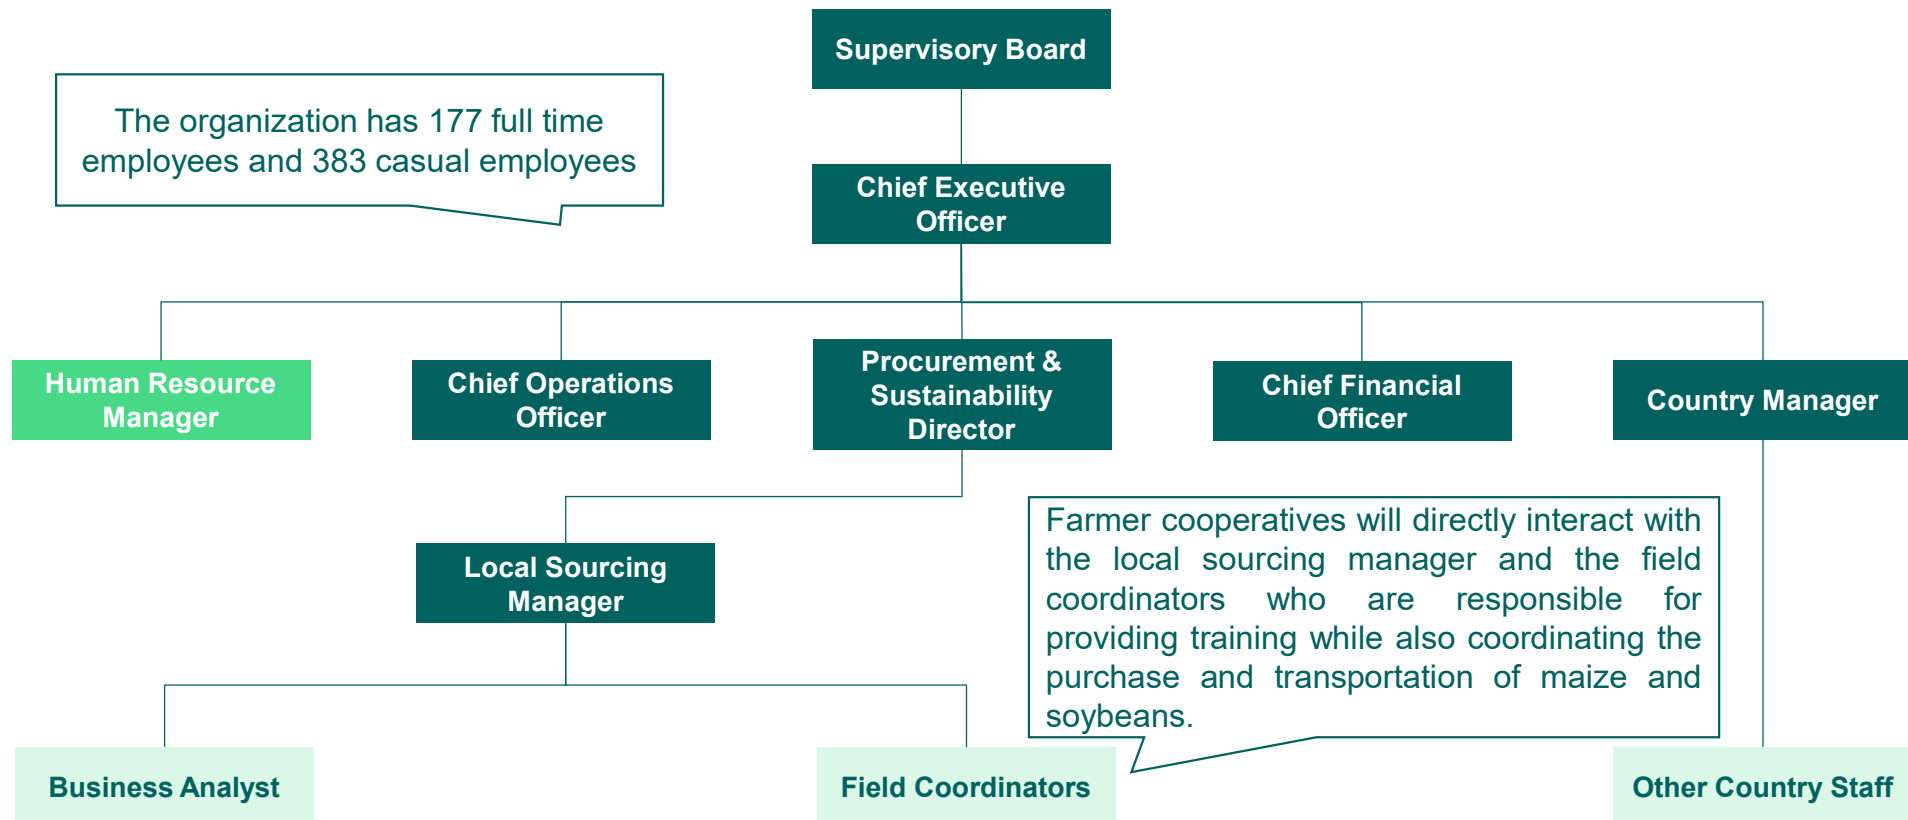 Supervisory Board
The organization has 177 full time
employees and 383 casual employees
Chief Executive
Officer
Human Resource
Manager
Chief Operations
Officer
Procurement &
Sustainability
Director
Chief Financial
Officer
Country Manager
Local Sourcing
Manager
Farmer cooperatives will directly interact with
the local sourcing manager and the field
coordinators who are responsible for
providing training while also coordinating the
purchase and transportation of maize and
soybeans.
Business Analyst
Field Coordinators
Other Country Staff